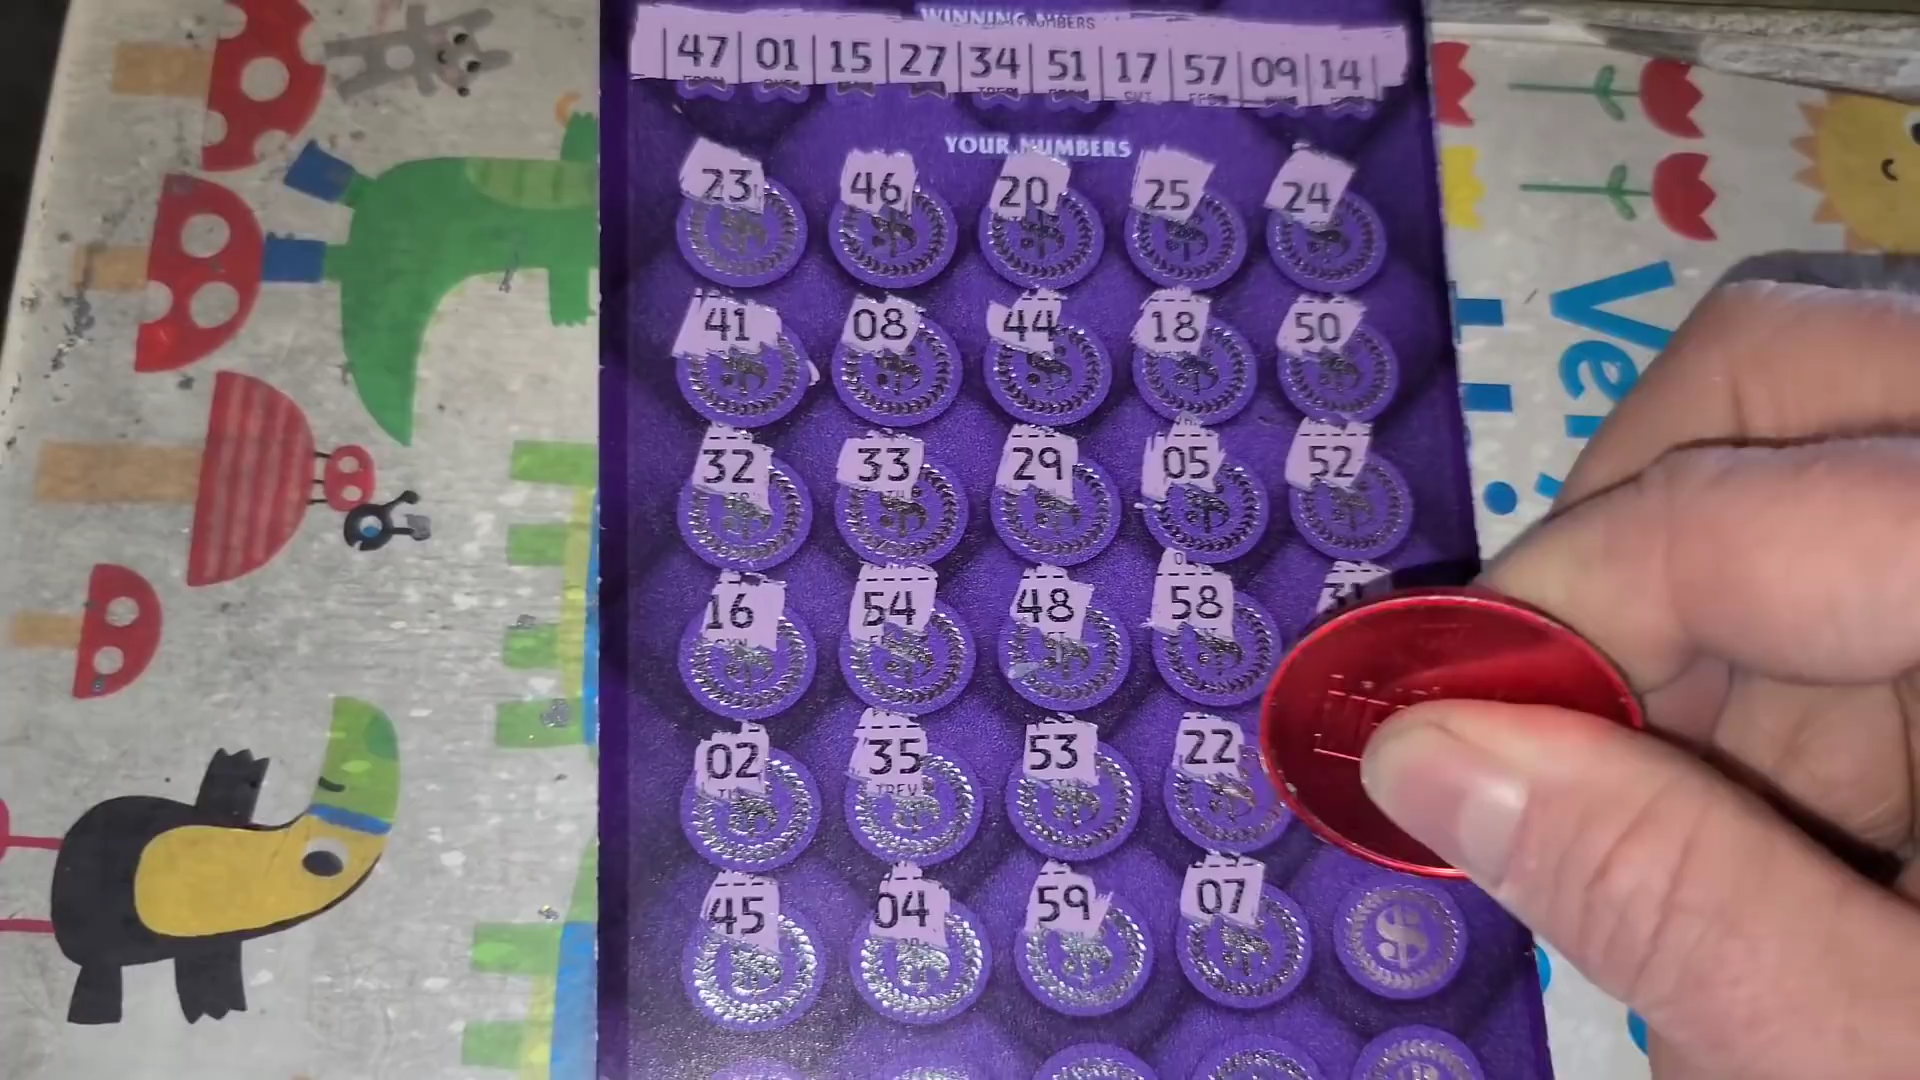 WINNING NUMBERS
47 01 15 27 34 51 17 57 09 14
YOUR NUMBERS
23 46 20 25 24
41 08 44 18 50
32 33 29 05 52
16 54 48 58 31
02 35 53 22
45 04 59 07